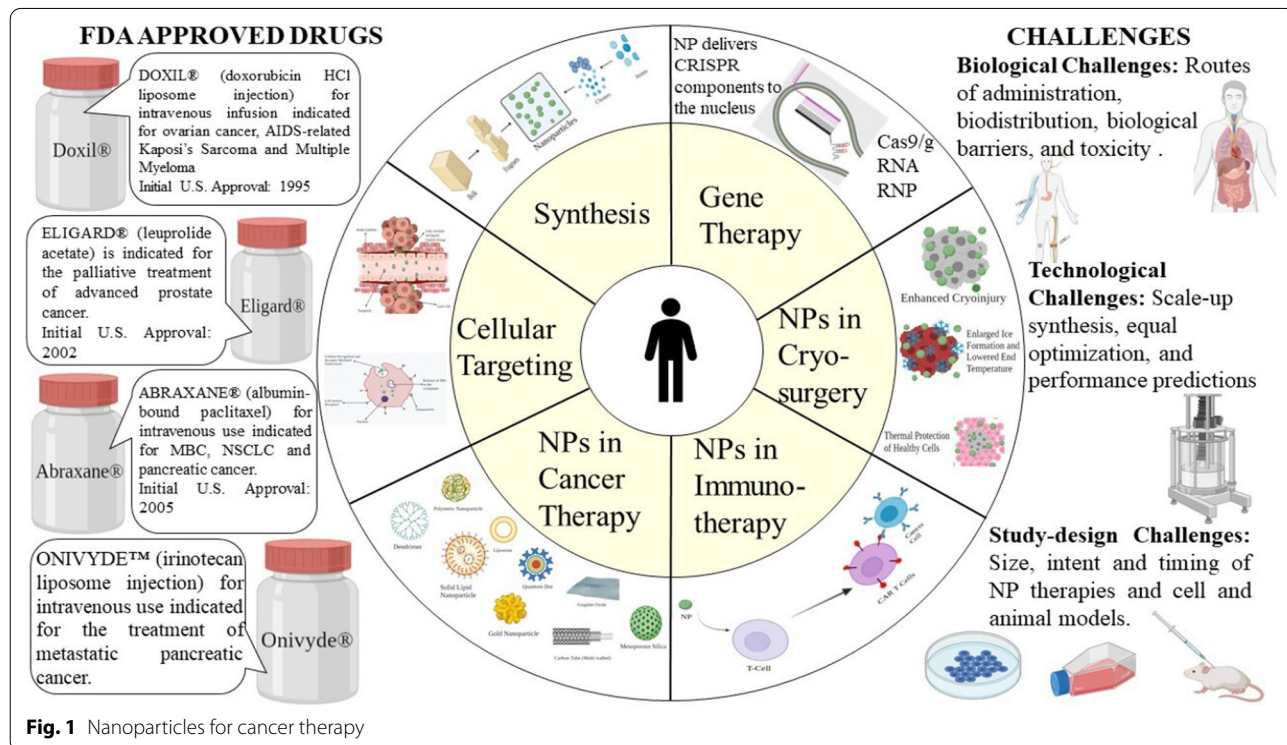 FDA APPROVED DRUGS
Doxil®
DOXIL® (doxorubicin HCl
liposome injection) for
intravenous infusion indicated
for ovarian cancer, AIDS-related
Kaposi's Sarcoma and Multiple
Myeloma
Initial U.S. Approval: 1995
ELIGARD® (leuprolide
acetate) is indicated for
the palliative treatment
of advanced prostate
cancer.
Initial U.S. Approval:
2002
Eligard®
Abraxane®
ABRAXANE® (albumin-
bound paclitaxel) for
intravenous use indicated
for MBC, NSCLC and
pancreatic cancer.
Initial U.S. Approval:
2005
ONIVYDE™ (irinotecan
liposome injection) for
intravenous use indicated
for the treatment of
metastatic pancreatic
cancer.
Onivyde®
Synthesis
Bulk
Nanoparticles
Clusters
Atoms
Gene
Therapy
NP delivers
CRISPR
components to
the nucleus
Cas9/g
RNA
RNP
NPs in
Cryo-
surgery
Enhanced Cryoinjury
Enlarged Ice
Formation and
Lowered End
Temperature
Thermal Protection
of Healthy Cells
NPs in
Immuno-
therapy
Cancer
Cell
CAR T Cells
NP
T-Cell
NPs in
Cancer
Therapy
Polymeric Nanoparticle
Dendrimer
Liposome
Solid Lipid
Nanoparticle
Quantum Dot
Graphne Oxide
Gold Nanoparticle
Carbon Tube (Multi walled)
Mesoporous Silica
Cellular
Targeting
CHALLENGES
Biological Challenges: Routes
of administration,
biodistribution, biological
barriers, and toxicity .
Technological
Challenges: Scale-up
synthesis, equal
optimization, and
performance predictions
Study-design Challenges:
Size, intent and timing of
NP therapies and cell and
animal models.
Fig. 1 Nanoparticles for cancer therapy